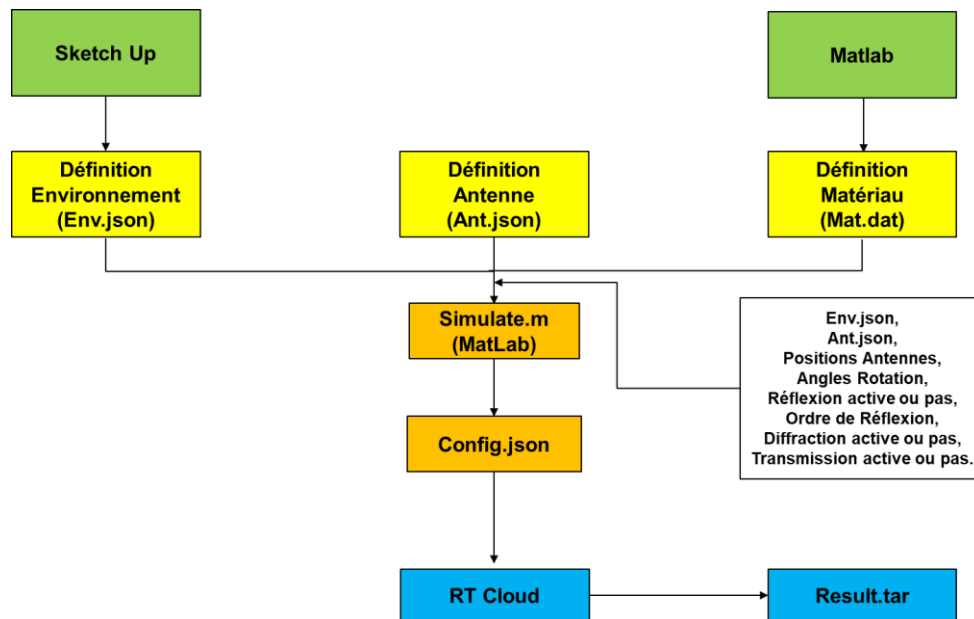 Sketch Up
Matlab
Définition
Environnement
(Env.json)
Définition
Antenne
(Ant.json)
Définition
Matériau
(Mat.dat)
Simulate.m
(MatLab)
Env.json,
Ant.json,
Positions Antennes,
Angles Rotation,
Réflexion active ou pas,
Ordre de Réflexion,
Diffraction active ou pas,
Transmission active ou pas.
Config.json
RT Cloud
Result.tar